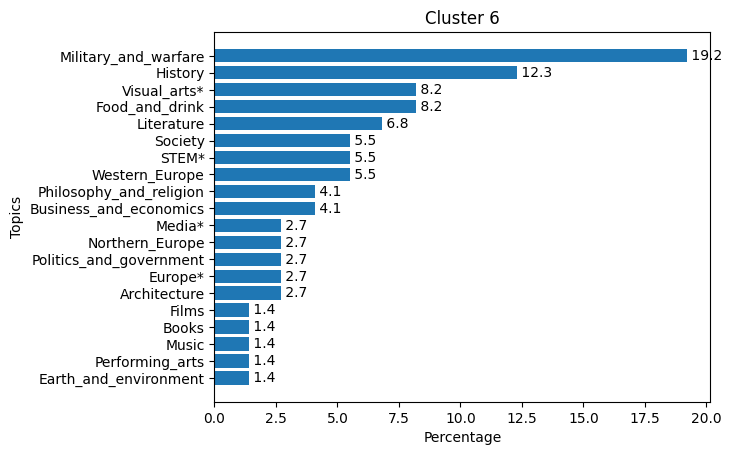 Cluster 6
Military_and_warfare 19.2
History 12.3
Visual_arts* 8.2
Food_and_drink 8.2
Literature 6.8
Society 5.5
STEM* 5.5
Western_Europe 5.5
Philosophy_and_religion 4.1
Business_and_economics 4.1
Media* 2.7
Northern_Europe 2.7
Politics_and_government 2.7
Europe* 2.7
Architecture 2.7
Films 1.4
Books 1.4
Music 1.4
Performing_arts 1.4
Earth_and_environment 1.4
Topics
0.0 2.5 5.0 7.5 10.0 12.5 15.0 17.5 20.0
Percentage